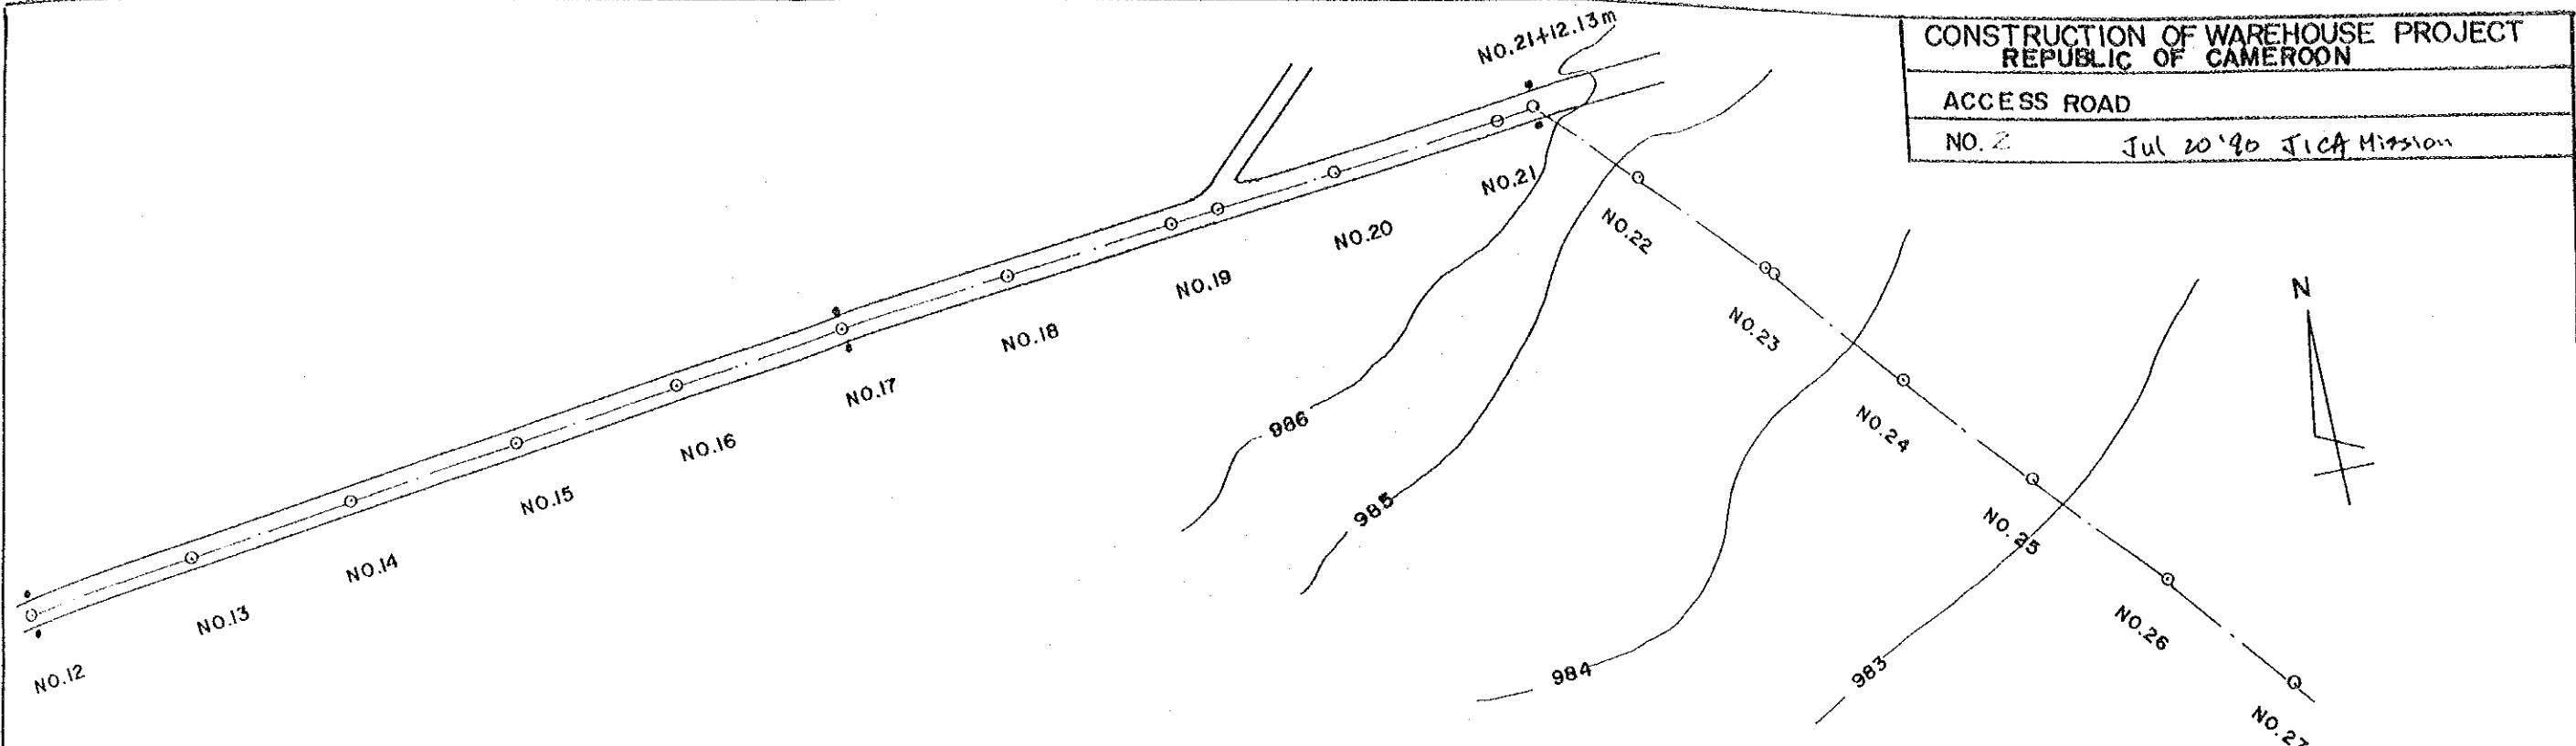 CONSTRUCTION OF WAREHOUSE PROJECT
REPUBLIC OF CAMEROON
ACCESS ROAD
NO. 2 Jul 20 '90 JICA Mission
NO.21+12.13m
NO.12
NO.13
NO.14
NO.15
NO.16
NO.17
NO.18
NO.19
NO.20
NO.21
NO.22
NO.23
NO.24
NO.25
NO.26
NO.27
986
985
984
983
N